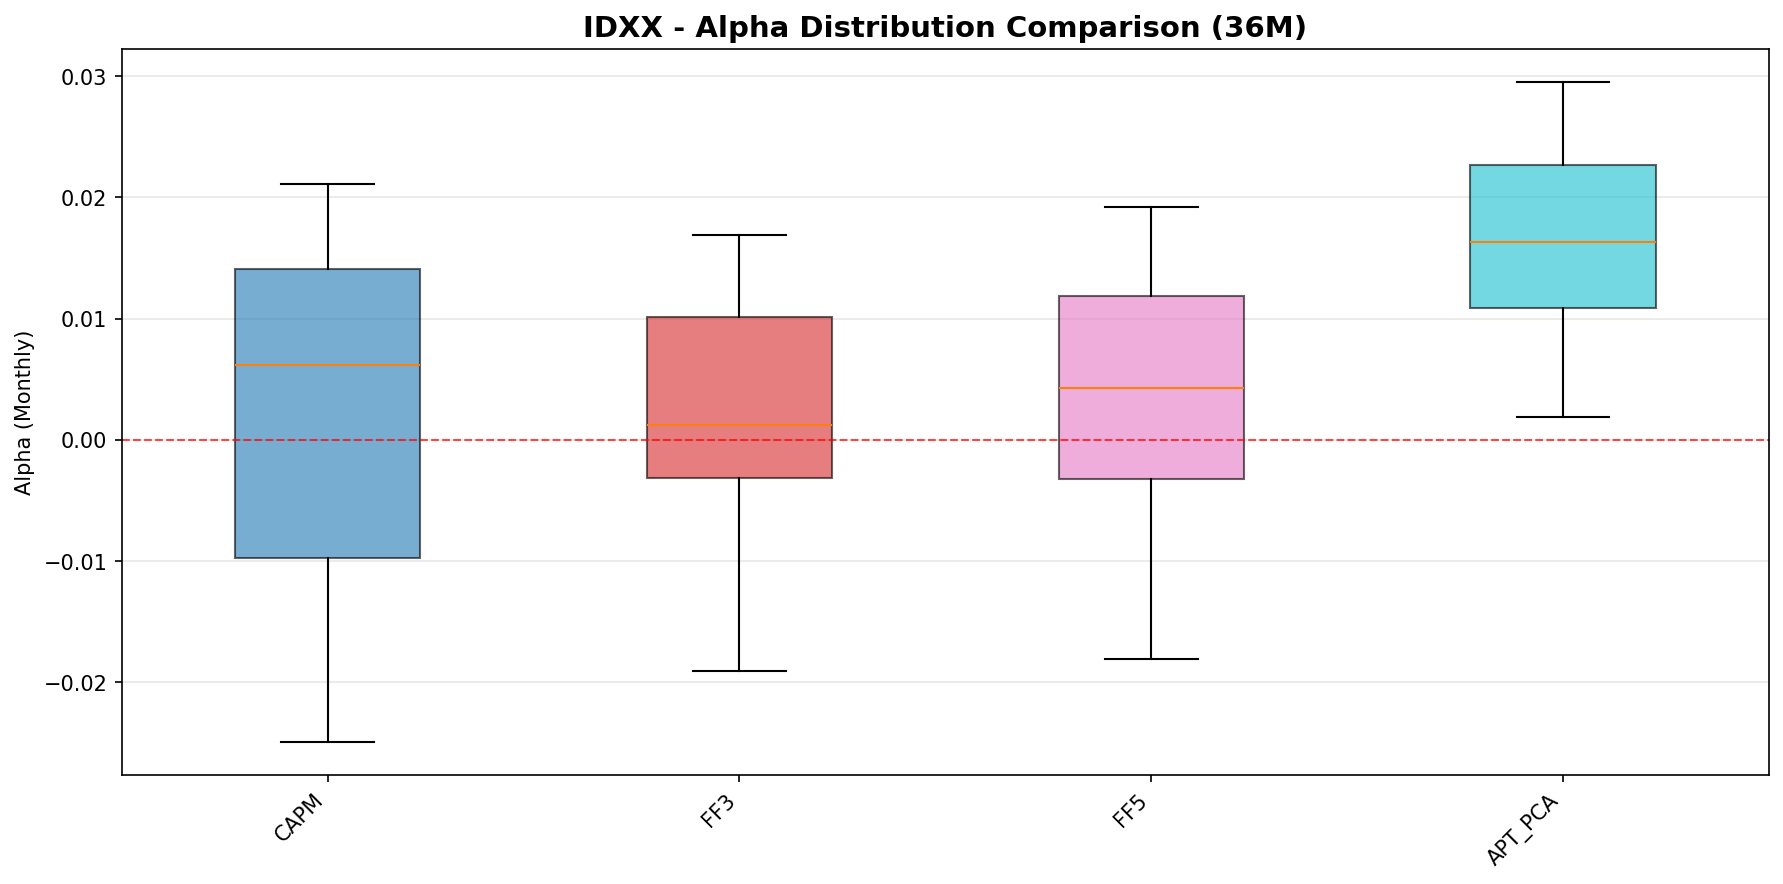 IDXX - Alpha Distribution Comparison (36M)
0.03
0.02
0.01
0.00
−0.01
−0.02
Alpha (Monthly)
CAPM
FF3
FF5
APT_PCA